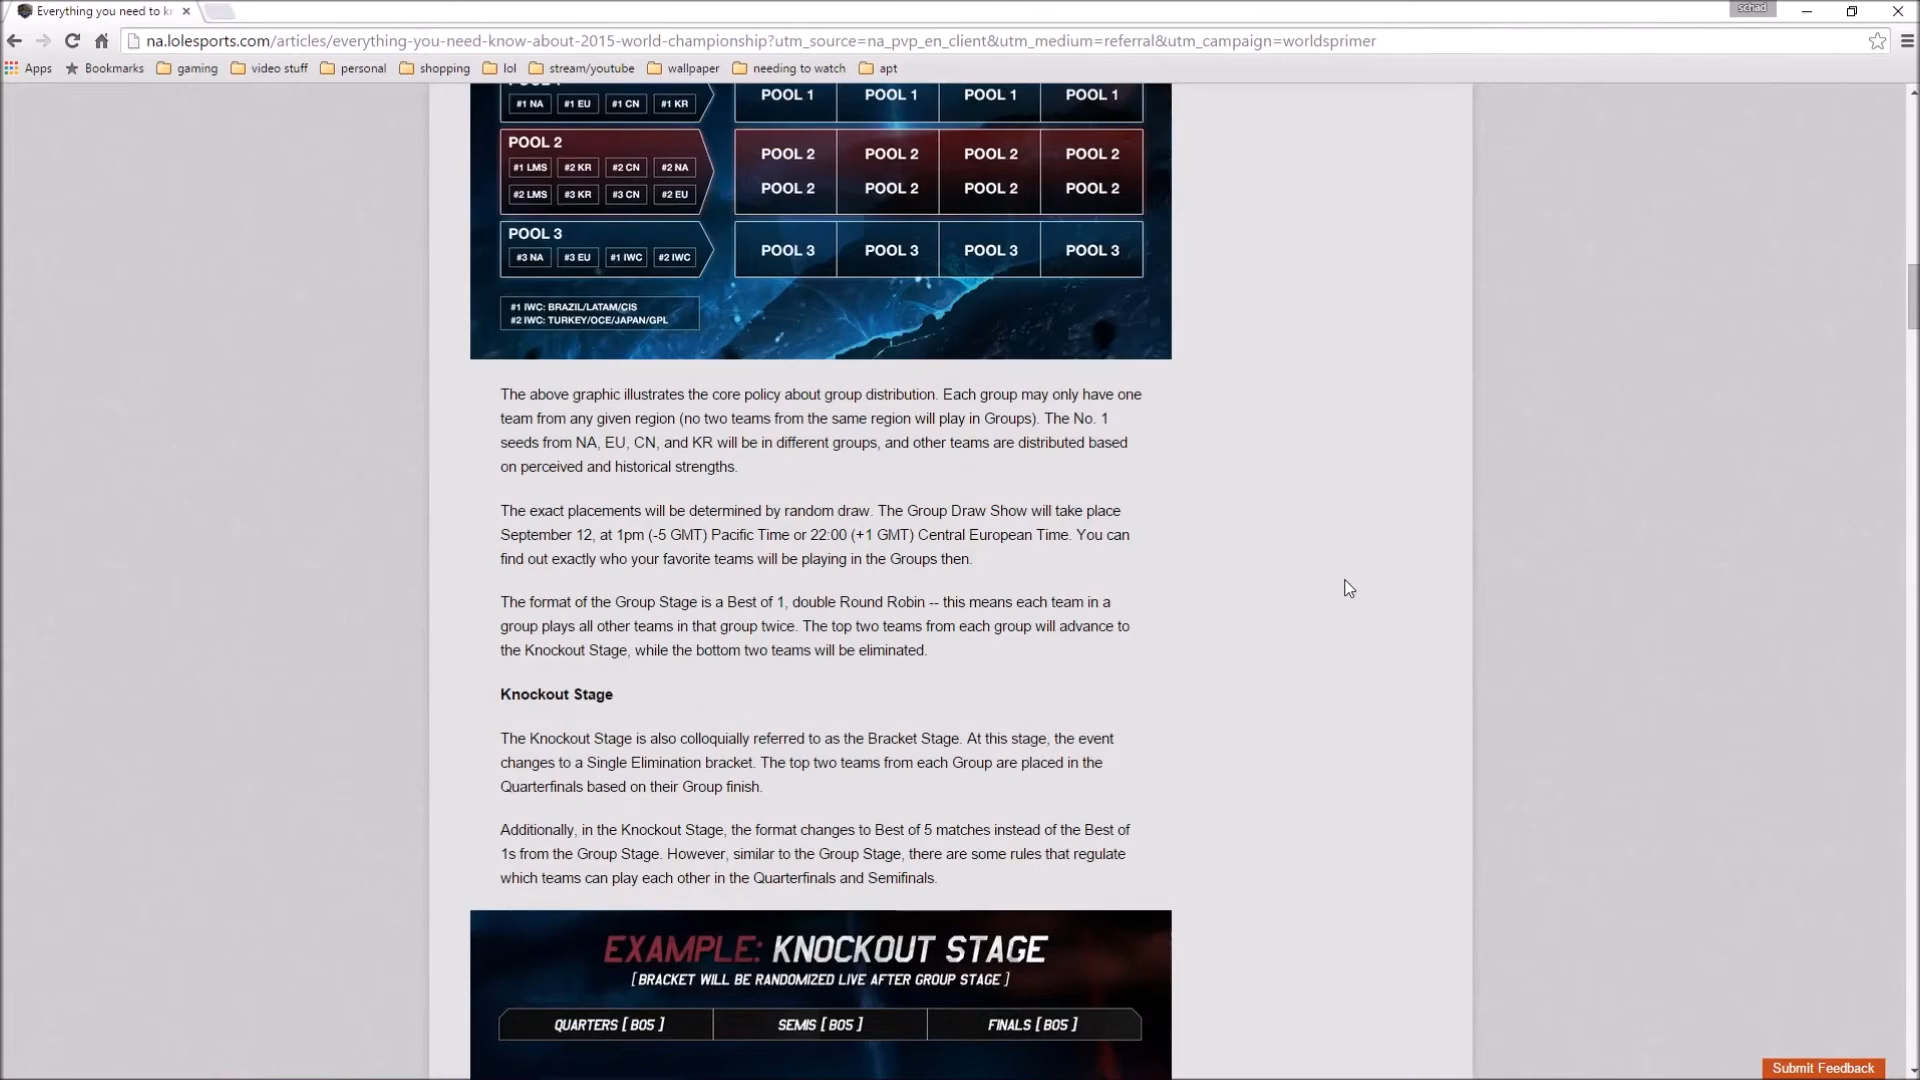 Everything you need to kr
schad
na.lolesports.com/articles/everything-you-need-know-about-2015-world-championship?utm_source=na_pvp_en_client&utm_medium=referral&utm_campaign=worldsprimer
Apps Bookmarks gaming video stuff personal shopping lol stream/youtube wallpaper needing to watch apt
#1 NA #1 EU #1 CN #1 KR
POOL 1 POOL 1 POOL 1 POOL 1
POOL 2
#1 LMS #2 KR #2 CN #2 NA
#2 LMS #3 KR #3 CN #2 EU
POOL 2 POOL 2 POOL 2 POOL 2
POOL 2 POOL 2 POOL 2 POOL 2
POOL 3
#3 NA #3 EU #1 IWC #2 IWC
POOL 3 POOL 3 POOL 3 POOL 3
#1 IWC: BRAZIL/LATAM/CIS
#2 IWC: TURKEY/OCE/JAPAN/GPL
The above graphic illustrates the core policy about group distribution. Each group may only have one
team from any given region (no two teams from the same region will play in Groups). The No. 1
seeds from NA, EU, CN, and KR will be in different groups, and other teams are distributed based
on perceived and historical strengths.
The exact placements will be determined by random draw. The Group Draw Show will take place
September 12, at 1pm (-5 GMT) Pacific Time or 22:00 (+1 GMT) Central European Time. You can
find out exactly who your favorite teams will be playing in the Groups then.
The format of the Group Stage is a Best of 1, double Round Robin -- this means each team in a
group plays all other teams in that group twice. The top two teams from each group will advance to
the Knockout Stage, while the bottom two teams will be eliminated.
Knockout Stage
The Knockout Stage is also colloquially referred to as the Bracket Stage. At this stage, the event
changes to a Single Elimination bracket. The top two teams from each Group are placed in the
Quarterfinals based on their Group finish.
Additionally, in the Knockout Stage, the format changes to Best of 5 matches instead of the Best of
1s from the Group Stage. However, similar to the Group Stage, there are some rules that regulate
which teams can play each other in the Quarterfinals and Semifinals.
EXAMPLE: KNOCKOUT STAGE
[ BRACKET WILL BE RANDOMIZED LIVE AFTER GROUP STAGE ]
QUARTERS [ BO5 ] SEMIS [ BO5 ] FINALS [ BO5 ]
Submit Feedback